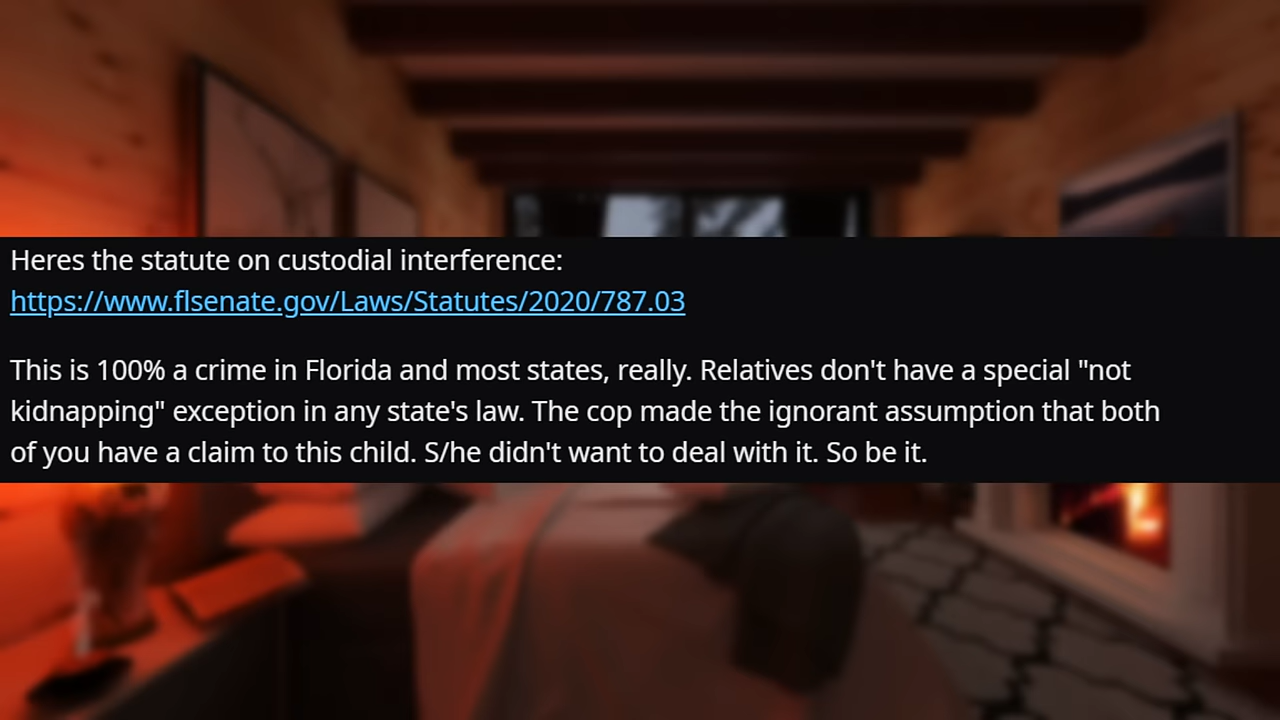 Heres the statute on custodial interference:
https://www.flsenate.gov/Laws/Statutes/2020/787.03
This is 100% a crime in Florida and most states, really. Relatives don't have a special "not
kidnapping" exception in any state's law. The cop made the ignorant assumption that both
of you have a claim to this child. S/he didn't want to deal with it. So be it.